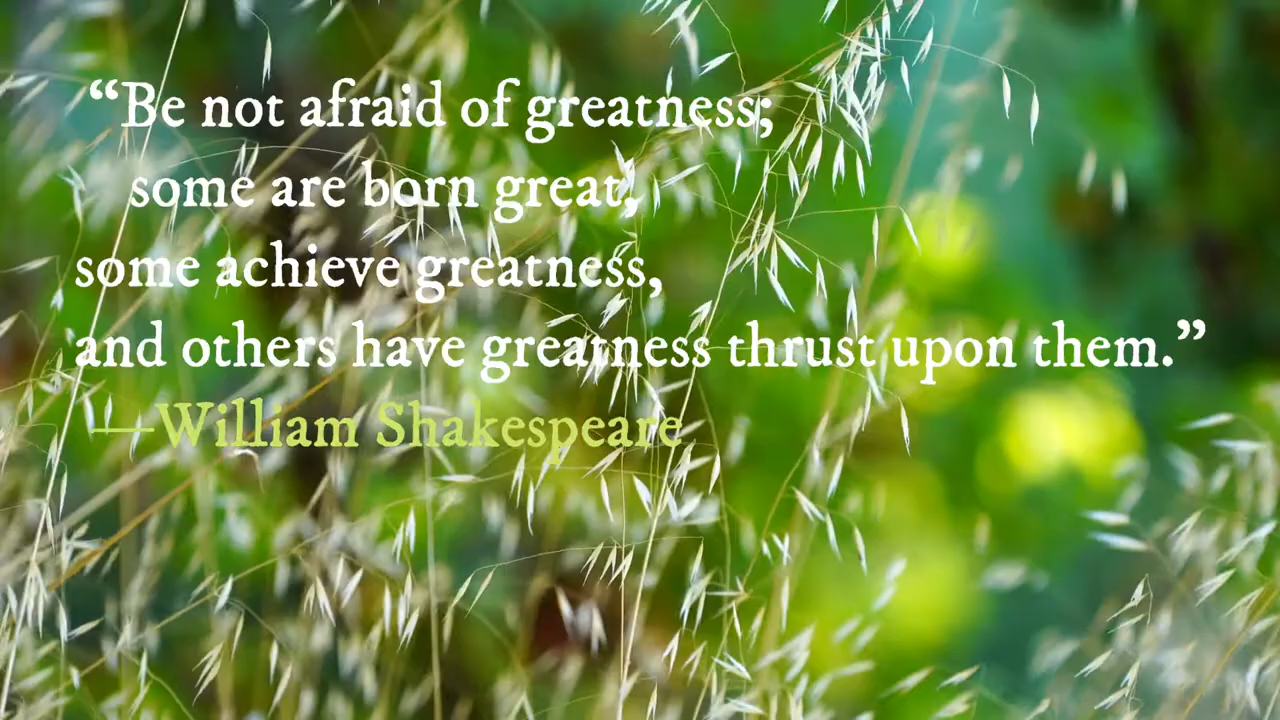 “Be not afraid of greatness;
some are born great,
some achieve greatness,
and others have greatness thrust upon them.”
—William Shakespeare